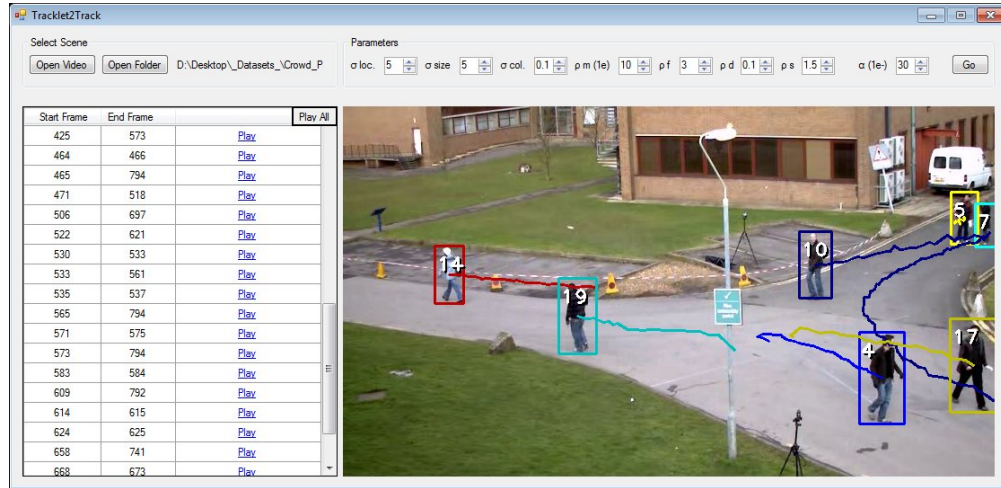 Tracklet2Track
Select Scene
Open Video Open Folder D:\Desktop\_Datasets_\Crowd_P
Parameters
σ loc. 5 σ size 5 σ col. 0.1 ρ m (1e) 10 ρ f 3 ρ d 0.1 ρ s 1.5 α (1e-) 30 Go
Start Frame End Frame Play All
425 573 Play
464 466 Play
465 794 Play
471 518 Play
506 697 Play
522 621 Play
530 533 Play
533 561 Play
535 537 Play
565 794 Play
571 575 Play
573 794 Play
583 584 Play
609 792 Play
614 615 Play
624 625 Play
658 741 Play
668 673 Play
5
7
10
14
19
4
17